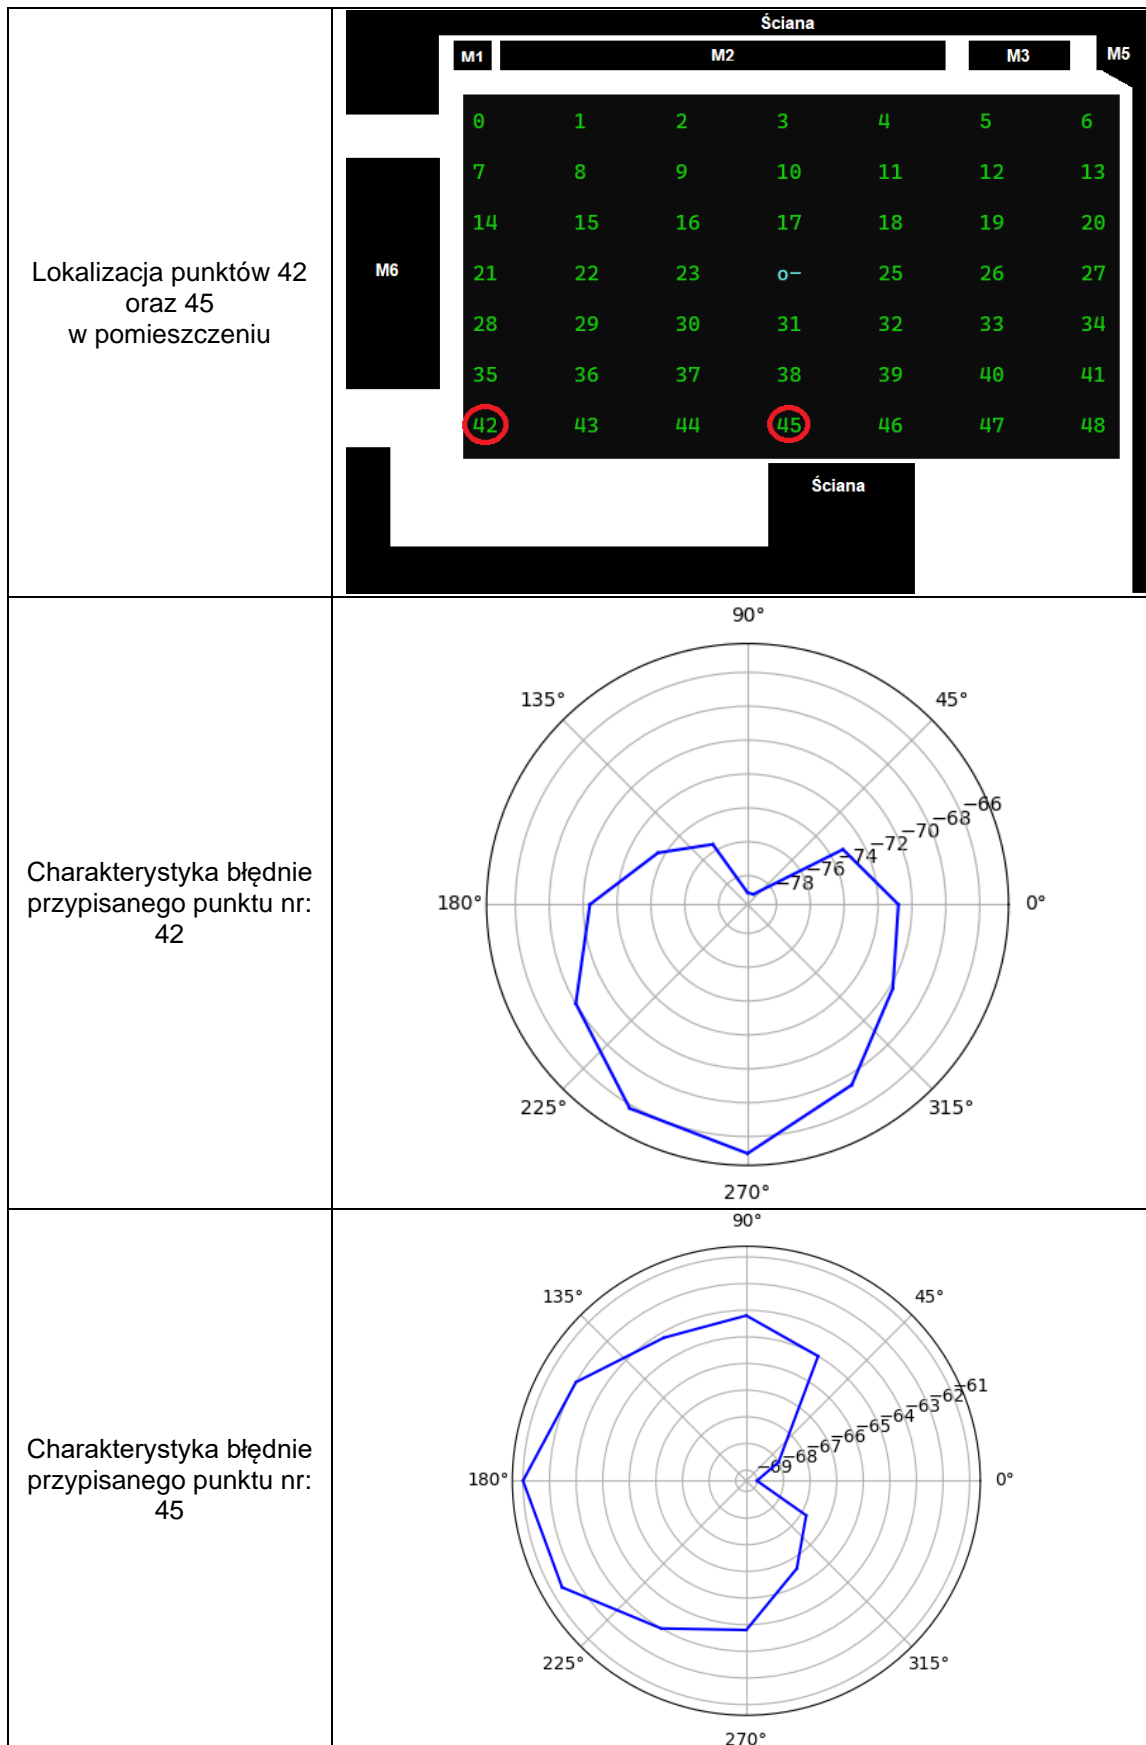 Lokalizacja punktów 42
oraz 45
w pomieszczeniu
Ściana
M1 M2 M3 M5
0 1 2 3 4 5 6
7 8 9 10 11 12 13
14 15 16 17 18 19 20
M6
21 22 23 o− 25 26 27
28 29 30 31 32 33 34
35 36 37 38 39 40 41
42 43 44 45 46 47 48
Ściana
Charakterystyka błędnie
przypisanego punktu nr:
42
90°
135° 45°
−66
−68
−70
−72
−74
−76
−78
180° 0°
225° 315°
270°
Charakterystyka błędnie
przypisanego punktu nr:
45
90°
135° 45°
−61
−62
−63
−64
−65
−66
−67
−68
−69
180° 0°
225° 315°
270°